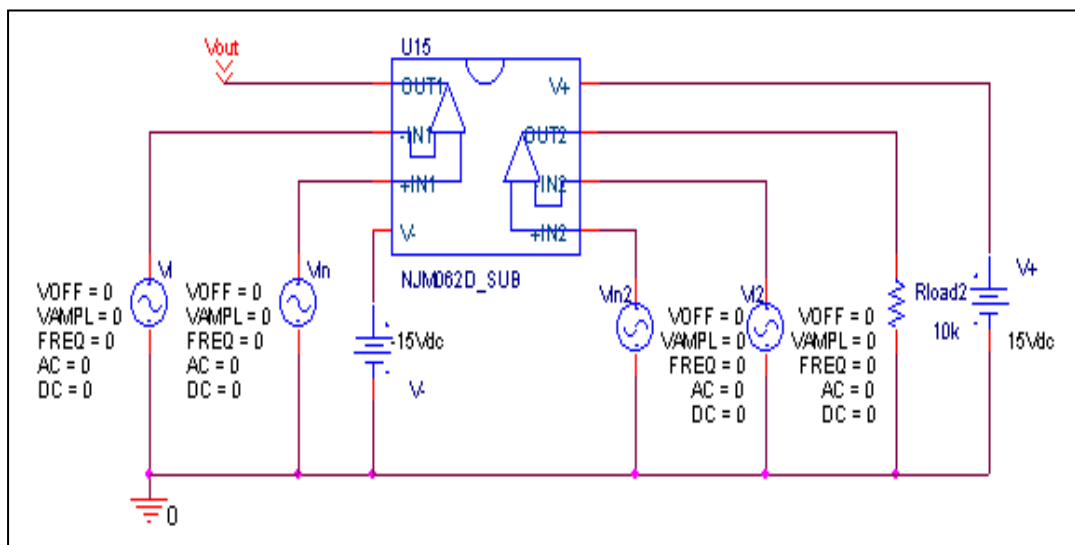 Vout
U15
OUT1
V+
-IN1
OUT2
+IN1
-IN2
V-
+IN2
NJM062D_SUB
Vi
VOFF = 0
VAMPL = 0
FREQ = 0
AC = 0
DC = 0
Vin
VOFF = 0
VAMPL = 0
FREQ = 0
AC = 0
DC = 0
-15Vdc
V-
Vin2
VOFF = 0
VAMPL = 0
FREQ = 0
AC = 0
DC = 0
Vi2
VOFF = 0
VAMPL = 0
FREQ = 0
AC = 0
DC = 0
Rload2
10k
V+
15Vdc
0